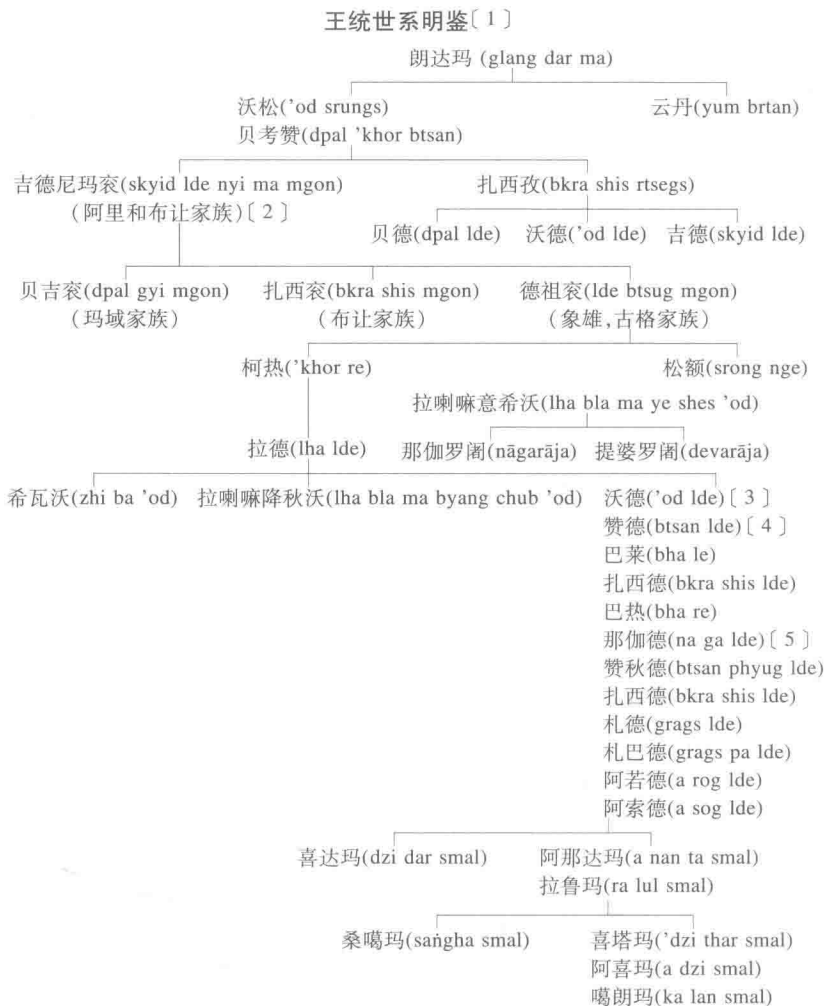 王统世系明鉴〔1〕
朗达玛 (glang dar ma)
沃松('od srungs) 云丹(yum brtan)
贝考赞(dpal 'khor btsan)
吉德尼玛衮(skyid lde nyi ma mgon) 扎西孜(bkra shis rtsegs)
(阿里和布让家族)〔2〕
贝德(dpal lde) 沃德('od lde) 吉德(skyid lde)
贝吉衮(dpal gyi mgon) 扎西衮(bkra shis mgon) 德祖衮(lde btsug mgon)
(玛域家族) (布让家族) (象雄,古格家族)
柯热('khor re) 松额(srong nge)
拉喇嘛意希沃(lha bla ma ye shes 'od)
拉德(lha lde) 那伽罗阇(nāgarāja) 提婆罗阇(devarāja)
希瓦沃(zhi ba 'od) 拉喇嘛降秋沃(lha bla ma byang chub 'od) 沃德('od lde)〔3〕
赞德(btsan lde)〔4〕
巴莱(bha le)
扎西德(bkra shis lde)
巴热(bha re)
那伽德(na ga lde)〔5〕
赞秋德(btsan phyug lde)
扎西德(bkra shis lde)
札德(grags lde)
札巴德(grags pa lde)
阿若德(a rog lde)
阿索德(a sog lde)
喜达玛(dzi dar smal) 阿那达玛(a nan ta smal)
拉鲁玛(ra lul smal)
桑噶玛(saṅgha smal) 喜塔玛('dzi thar smal)
阿喜玛(a dzi smal)
噶朗玛(ka lan smal)